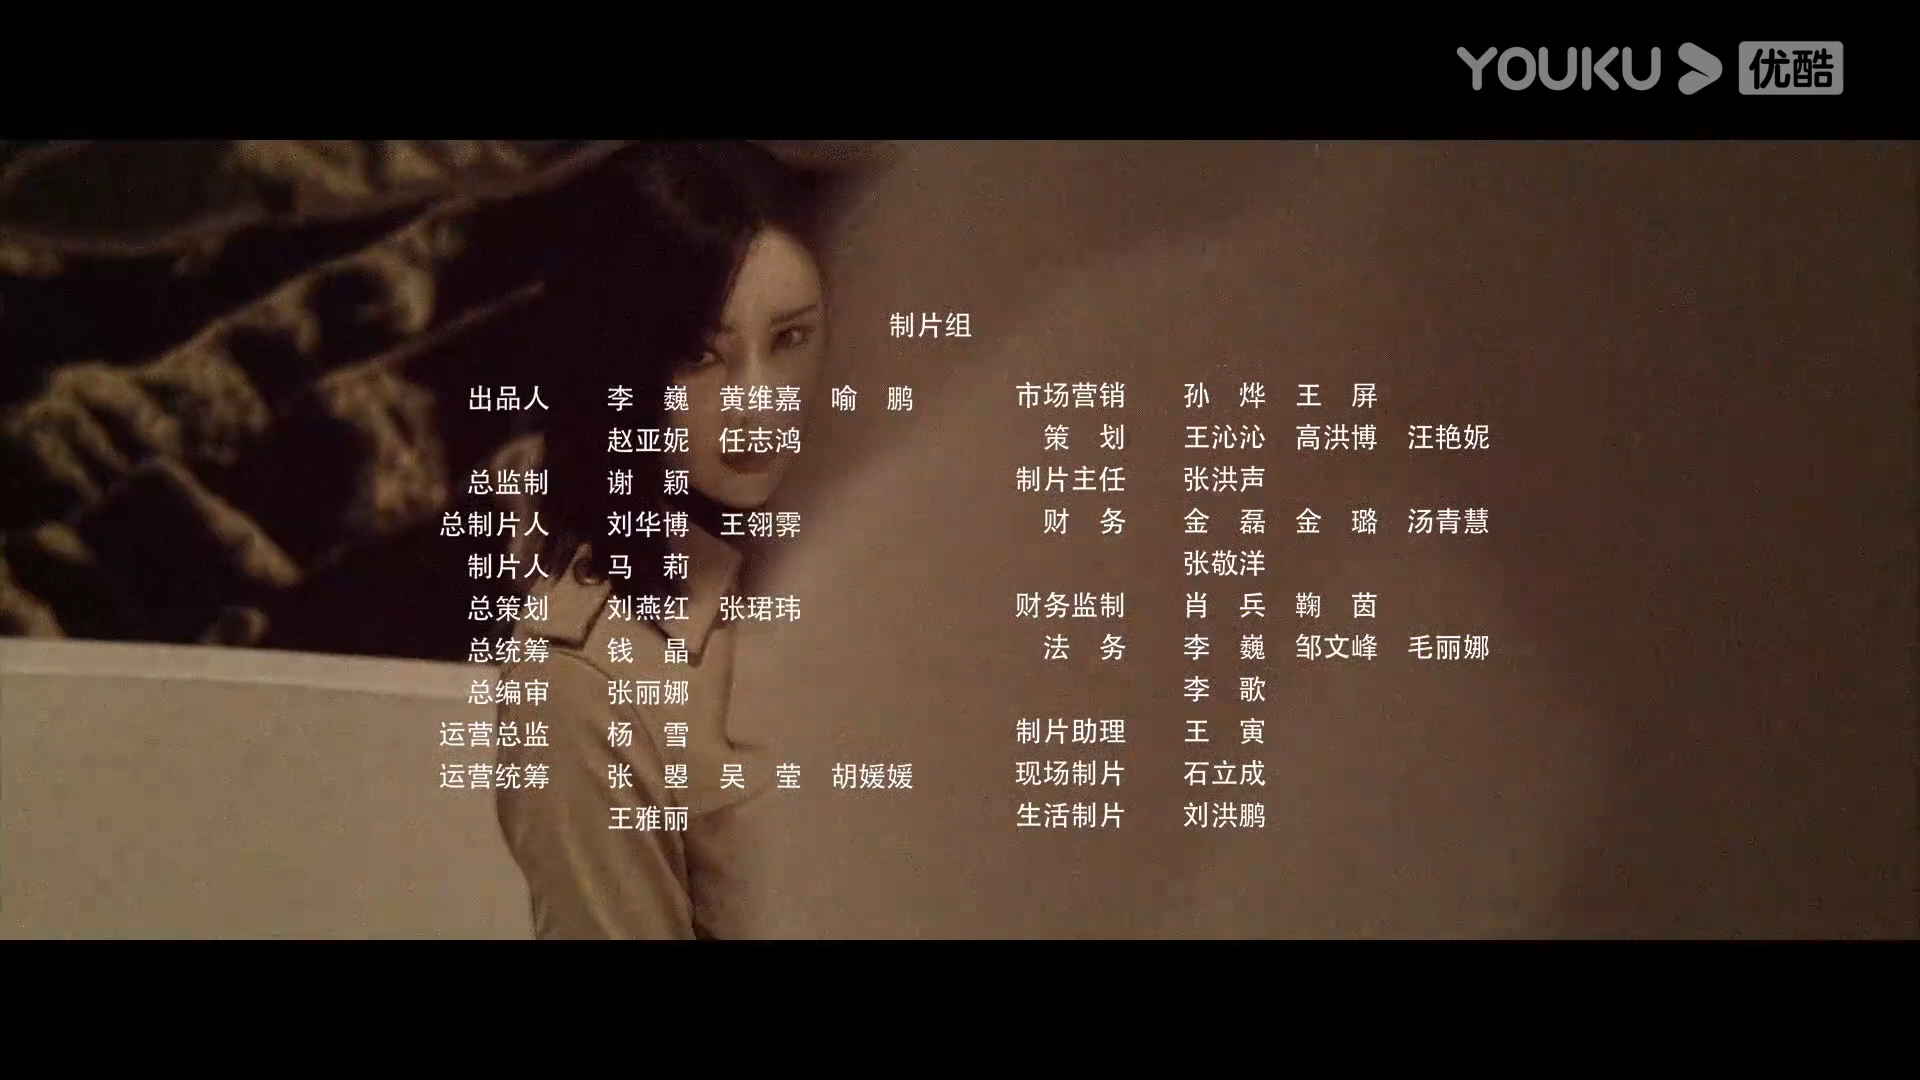 YOUKU 优酷
制片组
出品人 李 巍 黄维嘉 喻 鹏
赵亚妮 任志鸿
总监制 谢 颖
总制片人 刘华博 王翎霁
制片人 马 莉
总策划 刘燕红 张珺玮
总统筹 钱 晶
总编审 张丽娜
运营总监 杨 雪
运营统筹 张 曌 吴 莹 胡媛媛
王雅丽
市场营销 孙 烨 王 屏
策 划 王沁沁 高洪博 汪艳妮
制片主任 张洪声
财 务 金 磊 金 璐 汤青慧
张敬洋
财务监制 肖 兵 鞠 茵
法 务 李 巍 邹文峰 毛丽娜
李 歌
制片助理 王 寅
现场制片 石立成
生活制片 刘洪鹏